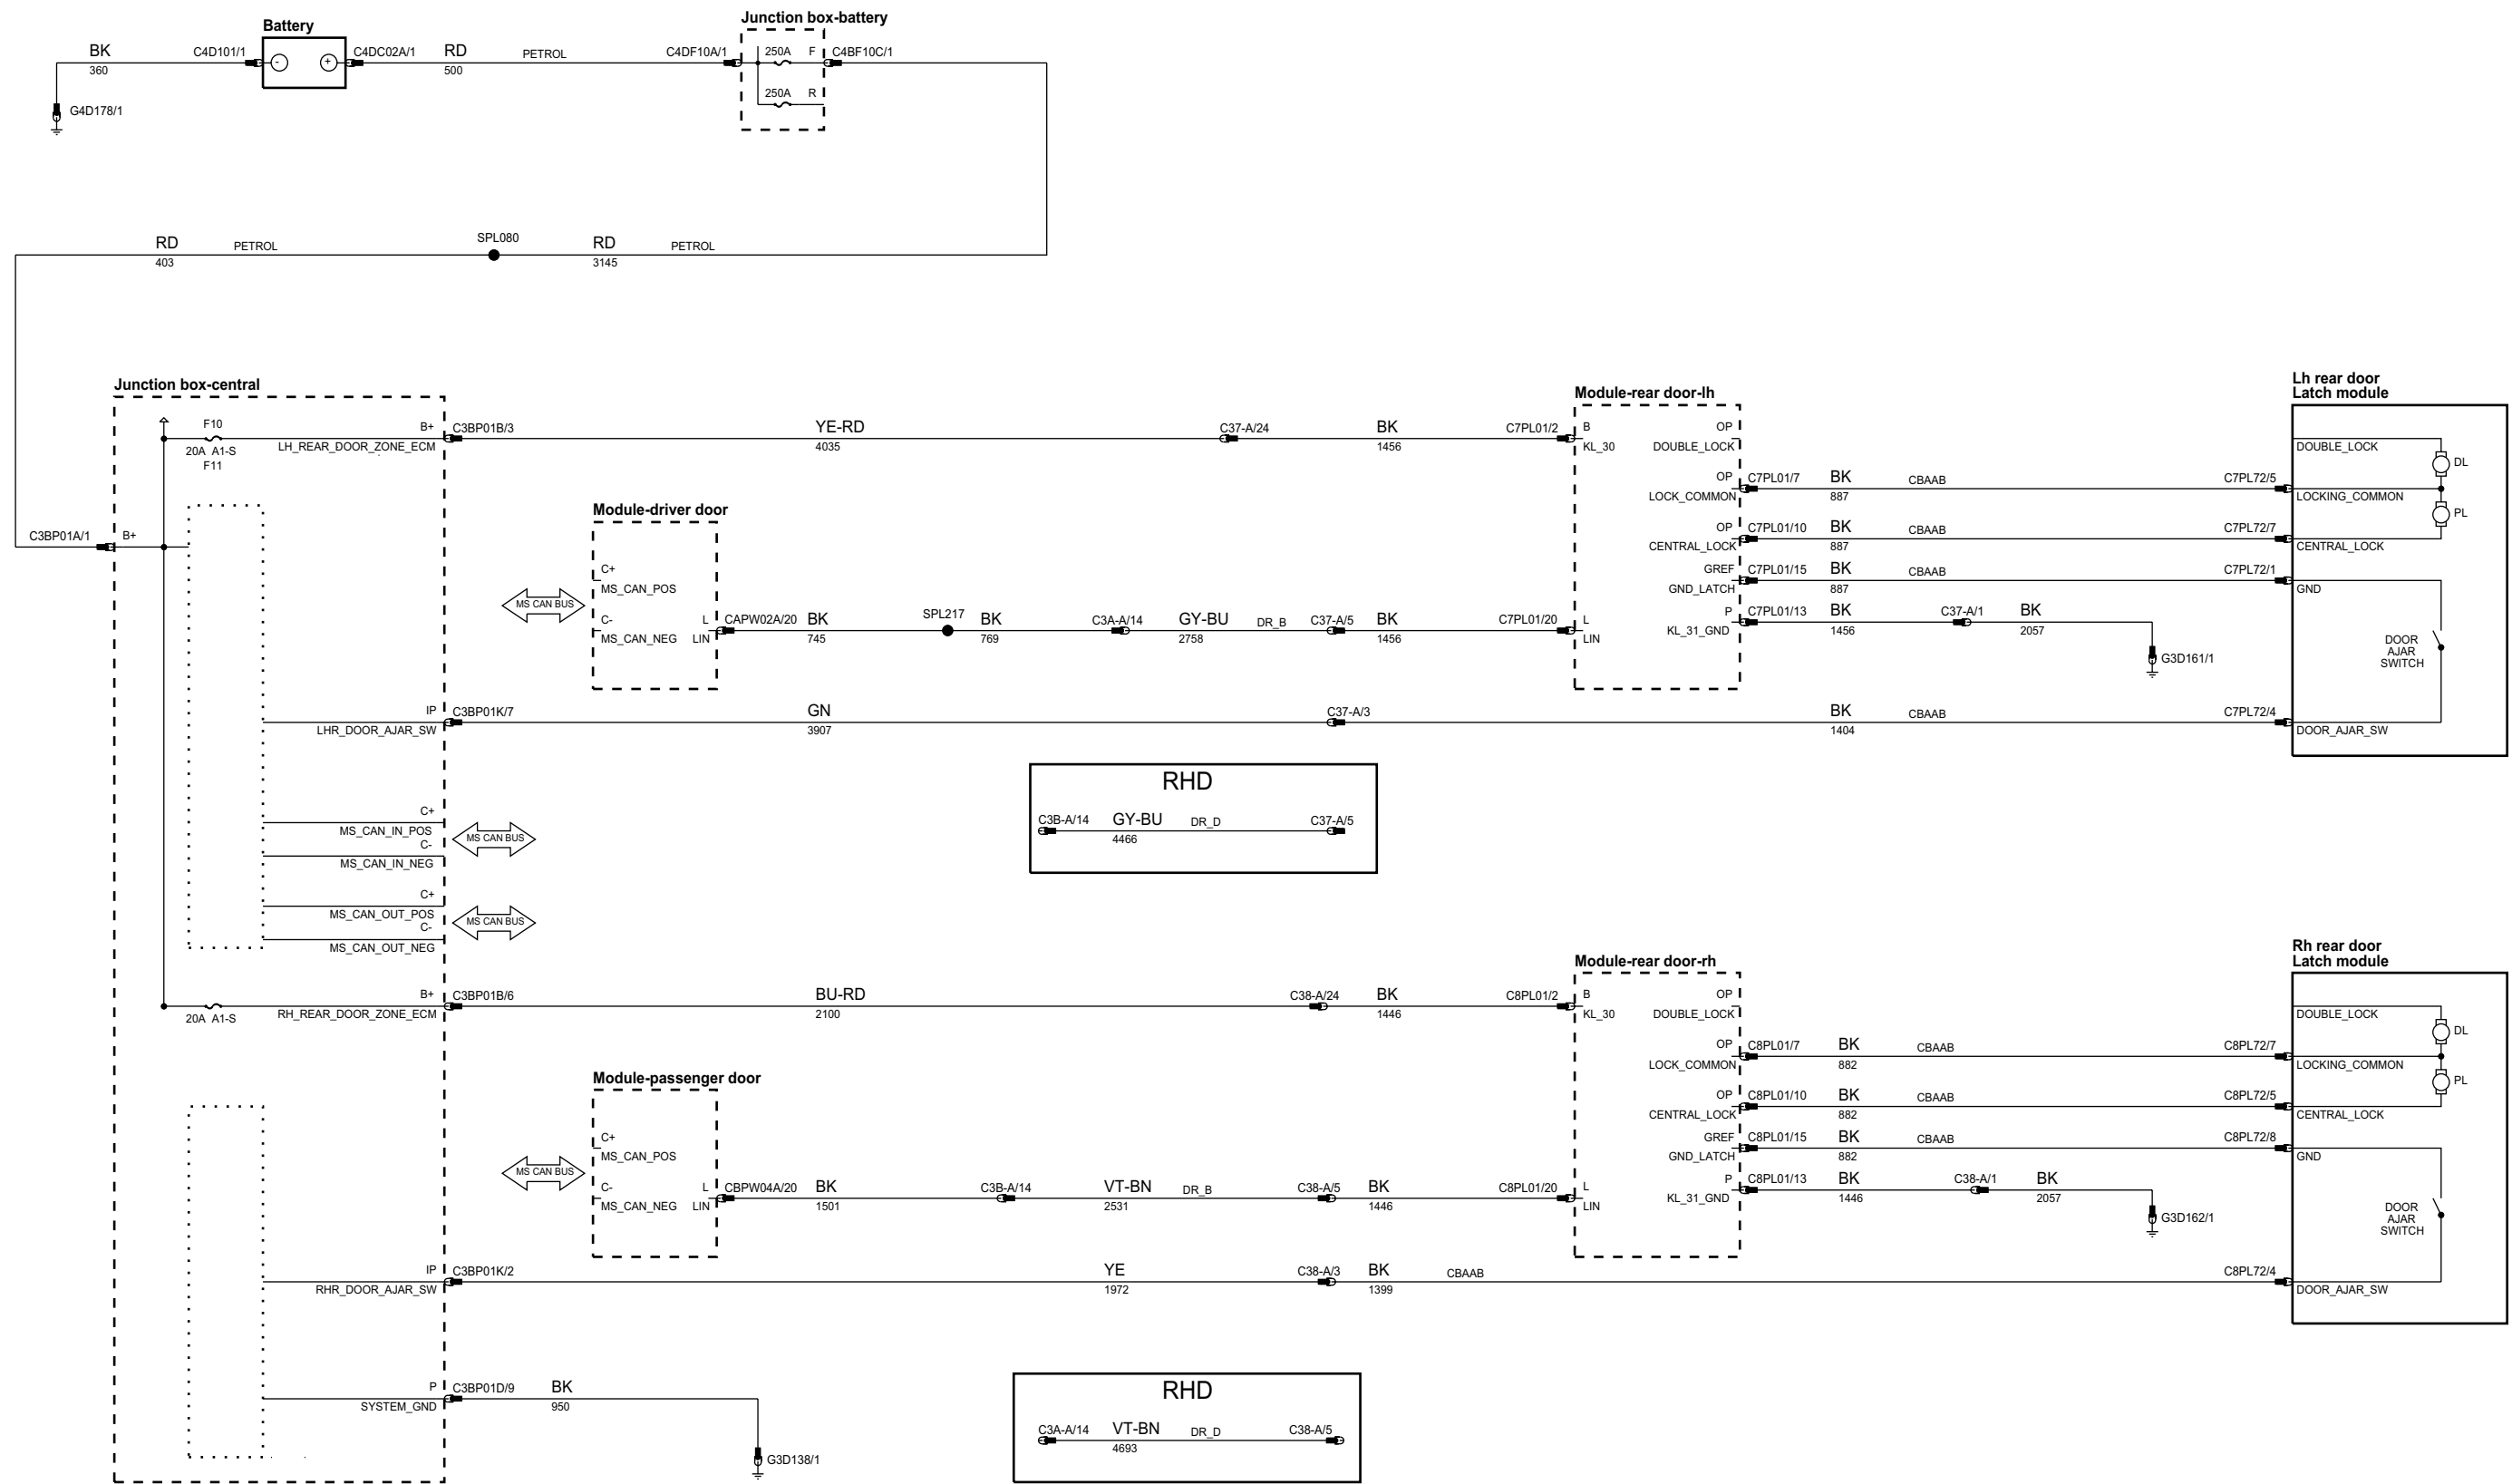 Battery
Junction box-battery
BK
360
C4D101/1
-
+
C4DC02A/1
RD
500
PETROL
C4DF10A/1
250A F
C4BF10C/1
250A R
G4D178/1
RD
403
PETROL
SPL080
RD
3145
PETROL
Junction box-central
F10
20A A1-S
F11
B+
LH_REAR_DOOR_ZONE_ECM
C3BP01B/3
YE-RD
4035
C37-A/24
BK
1456
C7PL01/2
Module-rear door-lh
B
KL_30
OP
DOUBLE_LOCK
Lh rear door
Latch module
DOUBLE_LOCK
DL
OP
LOCK_COMMON
C7PL01/7
BK
887
CBAAB
C7PL72/5
LOCKING_COMMON
PL
C3BP01A/1
B+
Module-driver door
OP
CENTRAL_LOCK
C7PL01/10
BK
887
CBAAB
C7PL72/7
CENTRAL_LOCK
MS CAN BUS
C+
MS_CAN_POS
GREF
GND_LATCH
C7PL01/15
BK
887
CBAAB
C7PL72/1
GND
C-
MS_CAN_NEG
L
LIN
CAPW02A/20
BK
745
SPL217
BK
769
C3A-A/14
GY-BU
2758
DR_B
C37-A/5
BK
1456
C7PL01/20
L
LIN
P
KL_31_GND
C7PL01/13
BK
1456
C37-A/1
BK
2057
G3D161/1
DOOR
AJAR
SWITCH
IP
LHR_DOOR_AJAR_SW
C3BP01K/7
GN
3907
C37-A/3
BK
1404
CBAAB
C7PL72/4
DOOR_AJAR_SW
RHD
C3B-A/14
GY-BU
4466
DR_D
C37-A/5
C+
MS_CAN_IN_POS
C-
MS_CAN_IN_NEG
MS CAN BUS
C+
MS_CAN_OUT_POS
C-
MS_CAN_OUT_NEG
MS CAN BUS
20A A1-S
B+
RH_REAR_DOOR_ZONE_ECM
C3BP01B/6
BU-RD
2100
C38-A/24
BK
1446
C8PL01/2
Module-rear door-rh
B
KL_30
OP
DOUBLE_LOCK
Rh rear door
Latch module
DOUBLE_LOCK
DL
OP
LOCK_COMMON
C8PL01/7
BK
882
CBAAB
C8PL72/7
LOCKING_COMMON
PL
Module-passenger door
OP
CENTRAL_LOCK
C8PL01/10
BK
882
CBAAB
C8PL72/5
CENTRAL_LOCK
MS CAN BUS
C+
MS_CAN_POS
GREF
GND_LATCH
C8PL01/15
BK
882
CBAAB
C8PL72/8
GND
C-
MS_CAN_NEG
L
LIN
CBPW04A/20
BK
1501
C3B-A/14
VT-BN
2531
DR_B
C38-A/5
BK
1446
C8PL01/20
L
LIN
P
KL_31_GND
C8PL01/13
BK
1446
C38-A/1
BK
2057
G3D162/1
DOOR
AJAR
SWITCH
IP
RHR_DOOR_AJAR_SW
C3BP01K/2
YE
1972
C38-A/3
BK
1399
CBAAB
C8PL72/4
DOOR_AJAR_SW
P
SYSTEM_GND
C3BP01D/9
BK
950
G3D138/1
RHD
C3A-A/14
VT-BN
4693
DR_D
C38-A/5